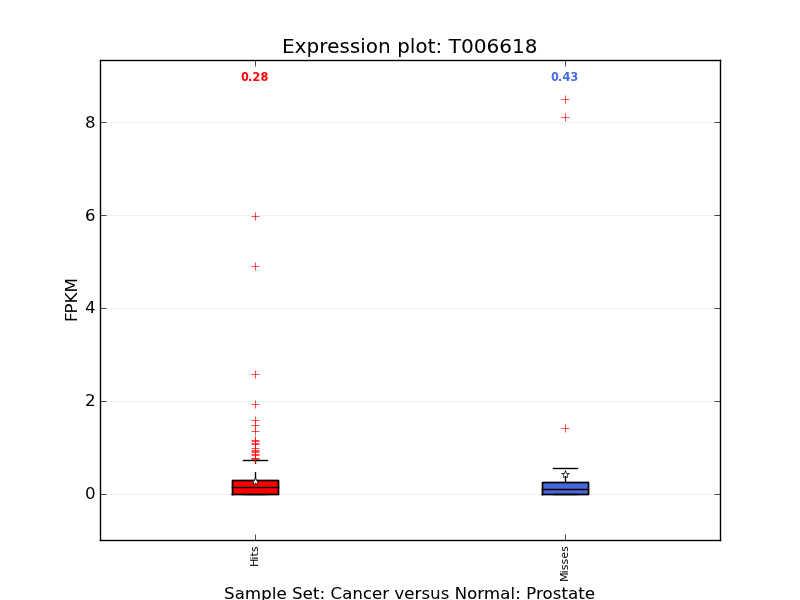 Expression plot: T006618
0.28
0.43
8
6
4
2
0
FPKM
Hits
Misses
Sample Set: Cancer versus Normal: Prostate